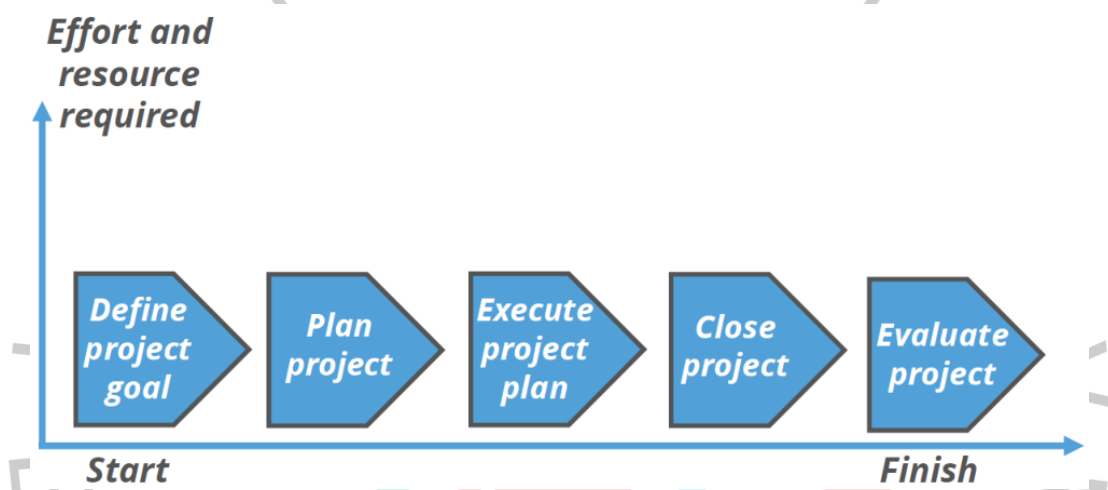 Effort and
resource
required
Define
project
goal
Plan
project
Execute
project
plan
Close
project
Evaluate
project
Start
Finish